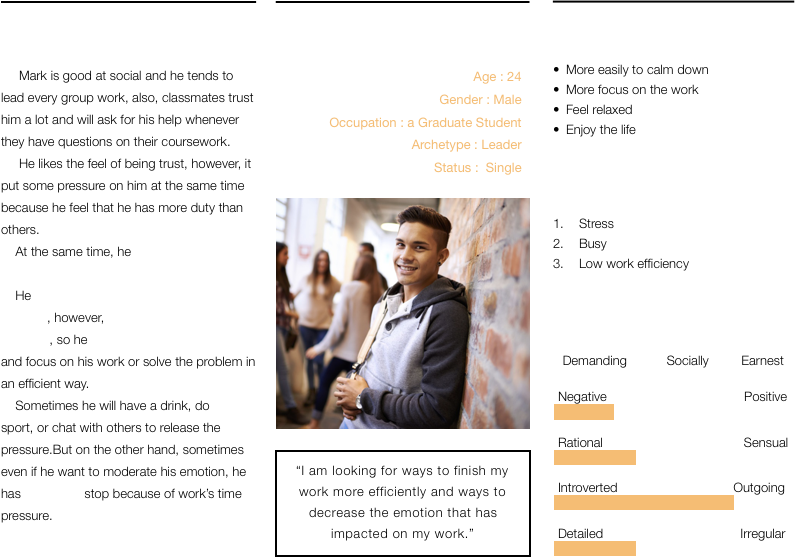 Mark is good at social and he tends to
lead every group work, also, classmates trust
him a lot and will ask for his help whenever
they have questions on their coursework.
He likes the feel of being trust, however, it
put some pressure on him at the same time
because he feel that he has more duty than
others.
At the same time, he
He
, however,
, so he
and focus on his work or solve the problem in
an efficient way.
Sometimes he will have a drink, do
sport, or chat with others to release the
pressure.But on the other hand, sometimes
even if he want to moderate his emotion, he
has stop because of work's time
pressure.
Age : 24
Gender : Male
Occupation : a Graduate Student
Archetype : Leader
Status : Single
“I am looking for ways to finish my
work more efficiently and ways to
decrease the emotion that has
impacted on my work.”
• More easily to calm down
• More focus on the work
• Feel relaxed
• Enjoy the life
1. Stress
2. Busy
3. Low work efficiency
Demanding Socially Earnest
Negative Positive
Rational Sensual
Introverted Outgoing
Detailed Irregular